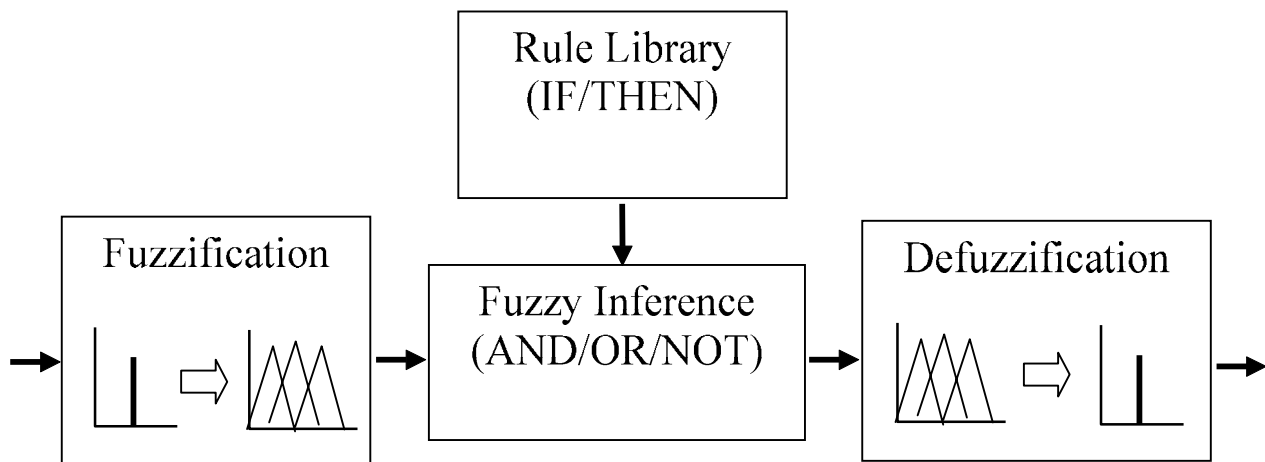 Rule Library
(IF/THEN)
Fuzzification
Fuzzy Inference
(AND/OR/NOT)
Defuzzification